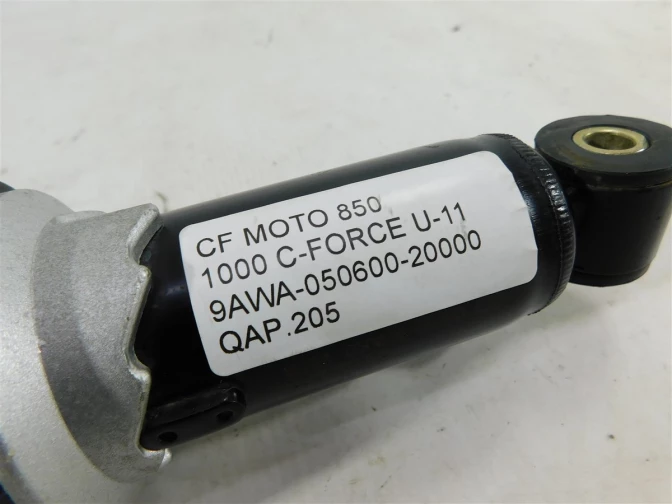 CF MOTO 850
1000 C-FORCE U-11
9AWA-050600-20000
QAP.205